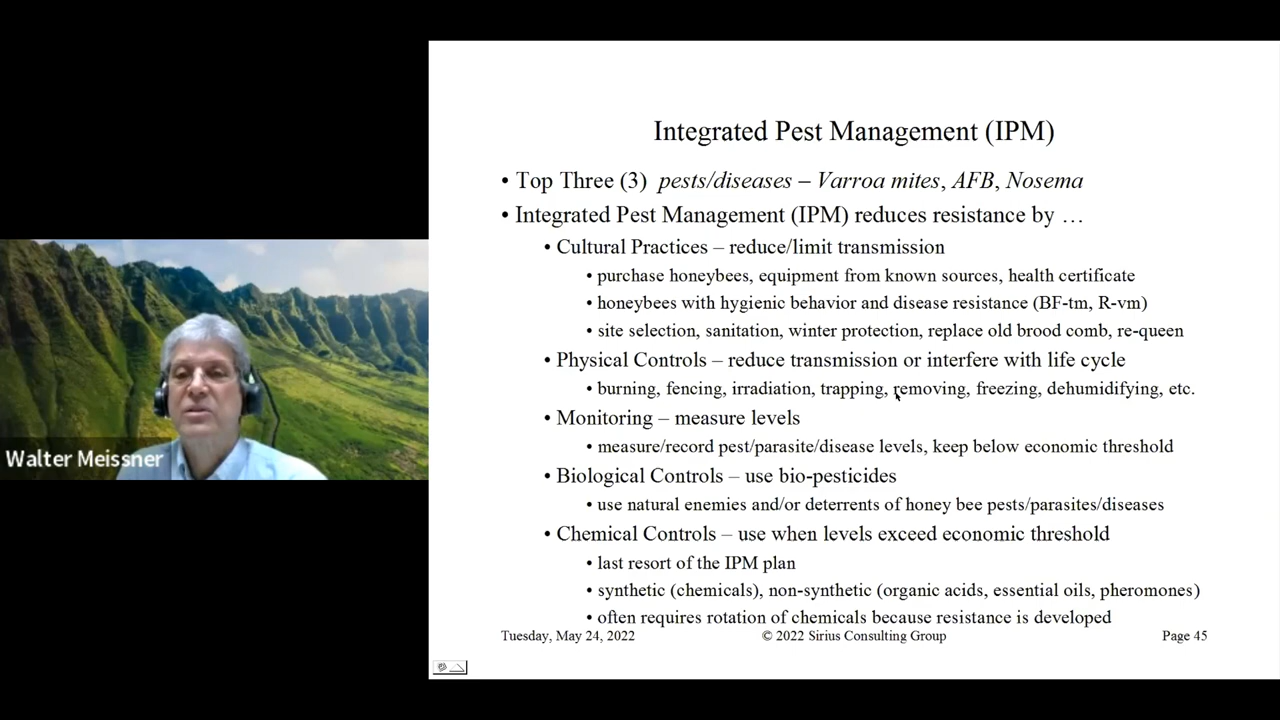 Integrated Pest Management (IPM)
• Top Three (3) pests/diseases – Varroa mites, AFB, Nosema
• Integrated Pest Management (IPM) reduces resistance by …
• Cultural Practices – reduce/limit transmission
• purchase honeybees, equipment from known sources, health certificate
• honeybees with hygienic behavior and disease resistance (BF-tm, R-vm)
• site selection, sanitation, winter protection, replace old brood comb, re-queen
• Physical Controls – reduce transmission or interfere with life cycle
• burning, fencing, irradiation, trapping, removing, freezing, dehumidifying, etc.
• Monitoring – measure levels
• measure/record pest/parasite/disease levels, keep below economic threshold
• Biological Controls – use bio-pesticides
• use natural enemies and/or deterrents of honey bee pests/parasites/diseases
• Chemical Controls – use when levels exceed economic threshold
• last resort of the IPM plan
• synthetic (chemicals), non-synthetic (organic acids, essential oils, pheromones)
• often requires rotation of chemicals because resistance is developed
Tuesday, May 24, 2022 © 2022 Sirius Consulting Group Page 45
Walter Meissner